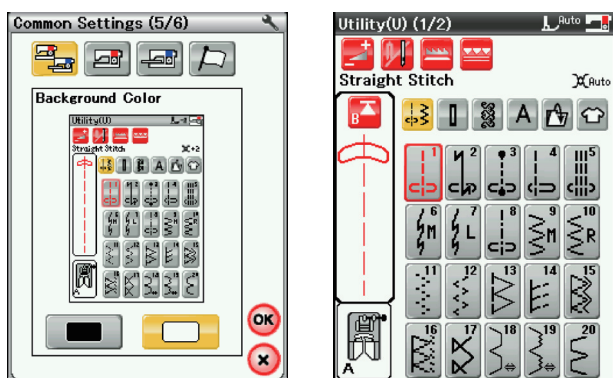 Common Settings (5/6)
Background Color
Utility(U)
Straight Stitch
+2
A
A
OK
Utility(U) (1/2) Auto
Straight Stitch Auto
B A
1 2 3 4 5
6 M 7 L 8 9 M 10 R
11 12 13 14 15
16 17 18 19 20
A